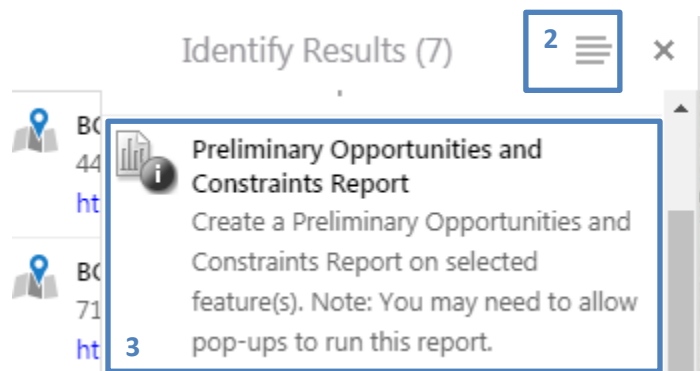 Identify Results (7)
2
BC
44
ht
Preliminary Opportunities and
Constraints Report
Create a Preliminary Opportunities and
Constraints Report on selected
feature(s). Note: You may need to allow
pop-ups to run this report.
3
BC
71
ht